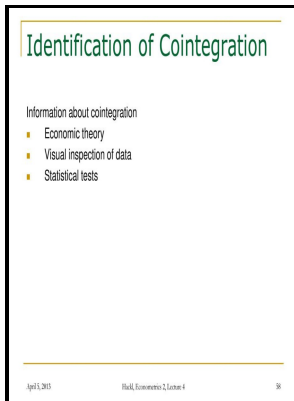 Identification of Cointegration
Information about cointegration
Economic theory
Visual inspection of data
Statistical tests
April 5, 2013 Hackl, Econometrics 2, Lecture 4 58